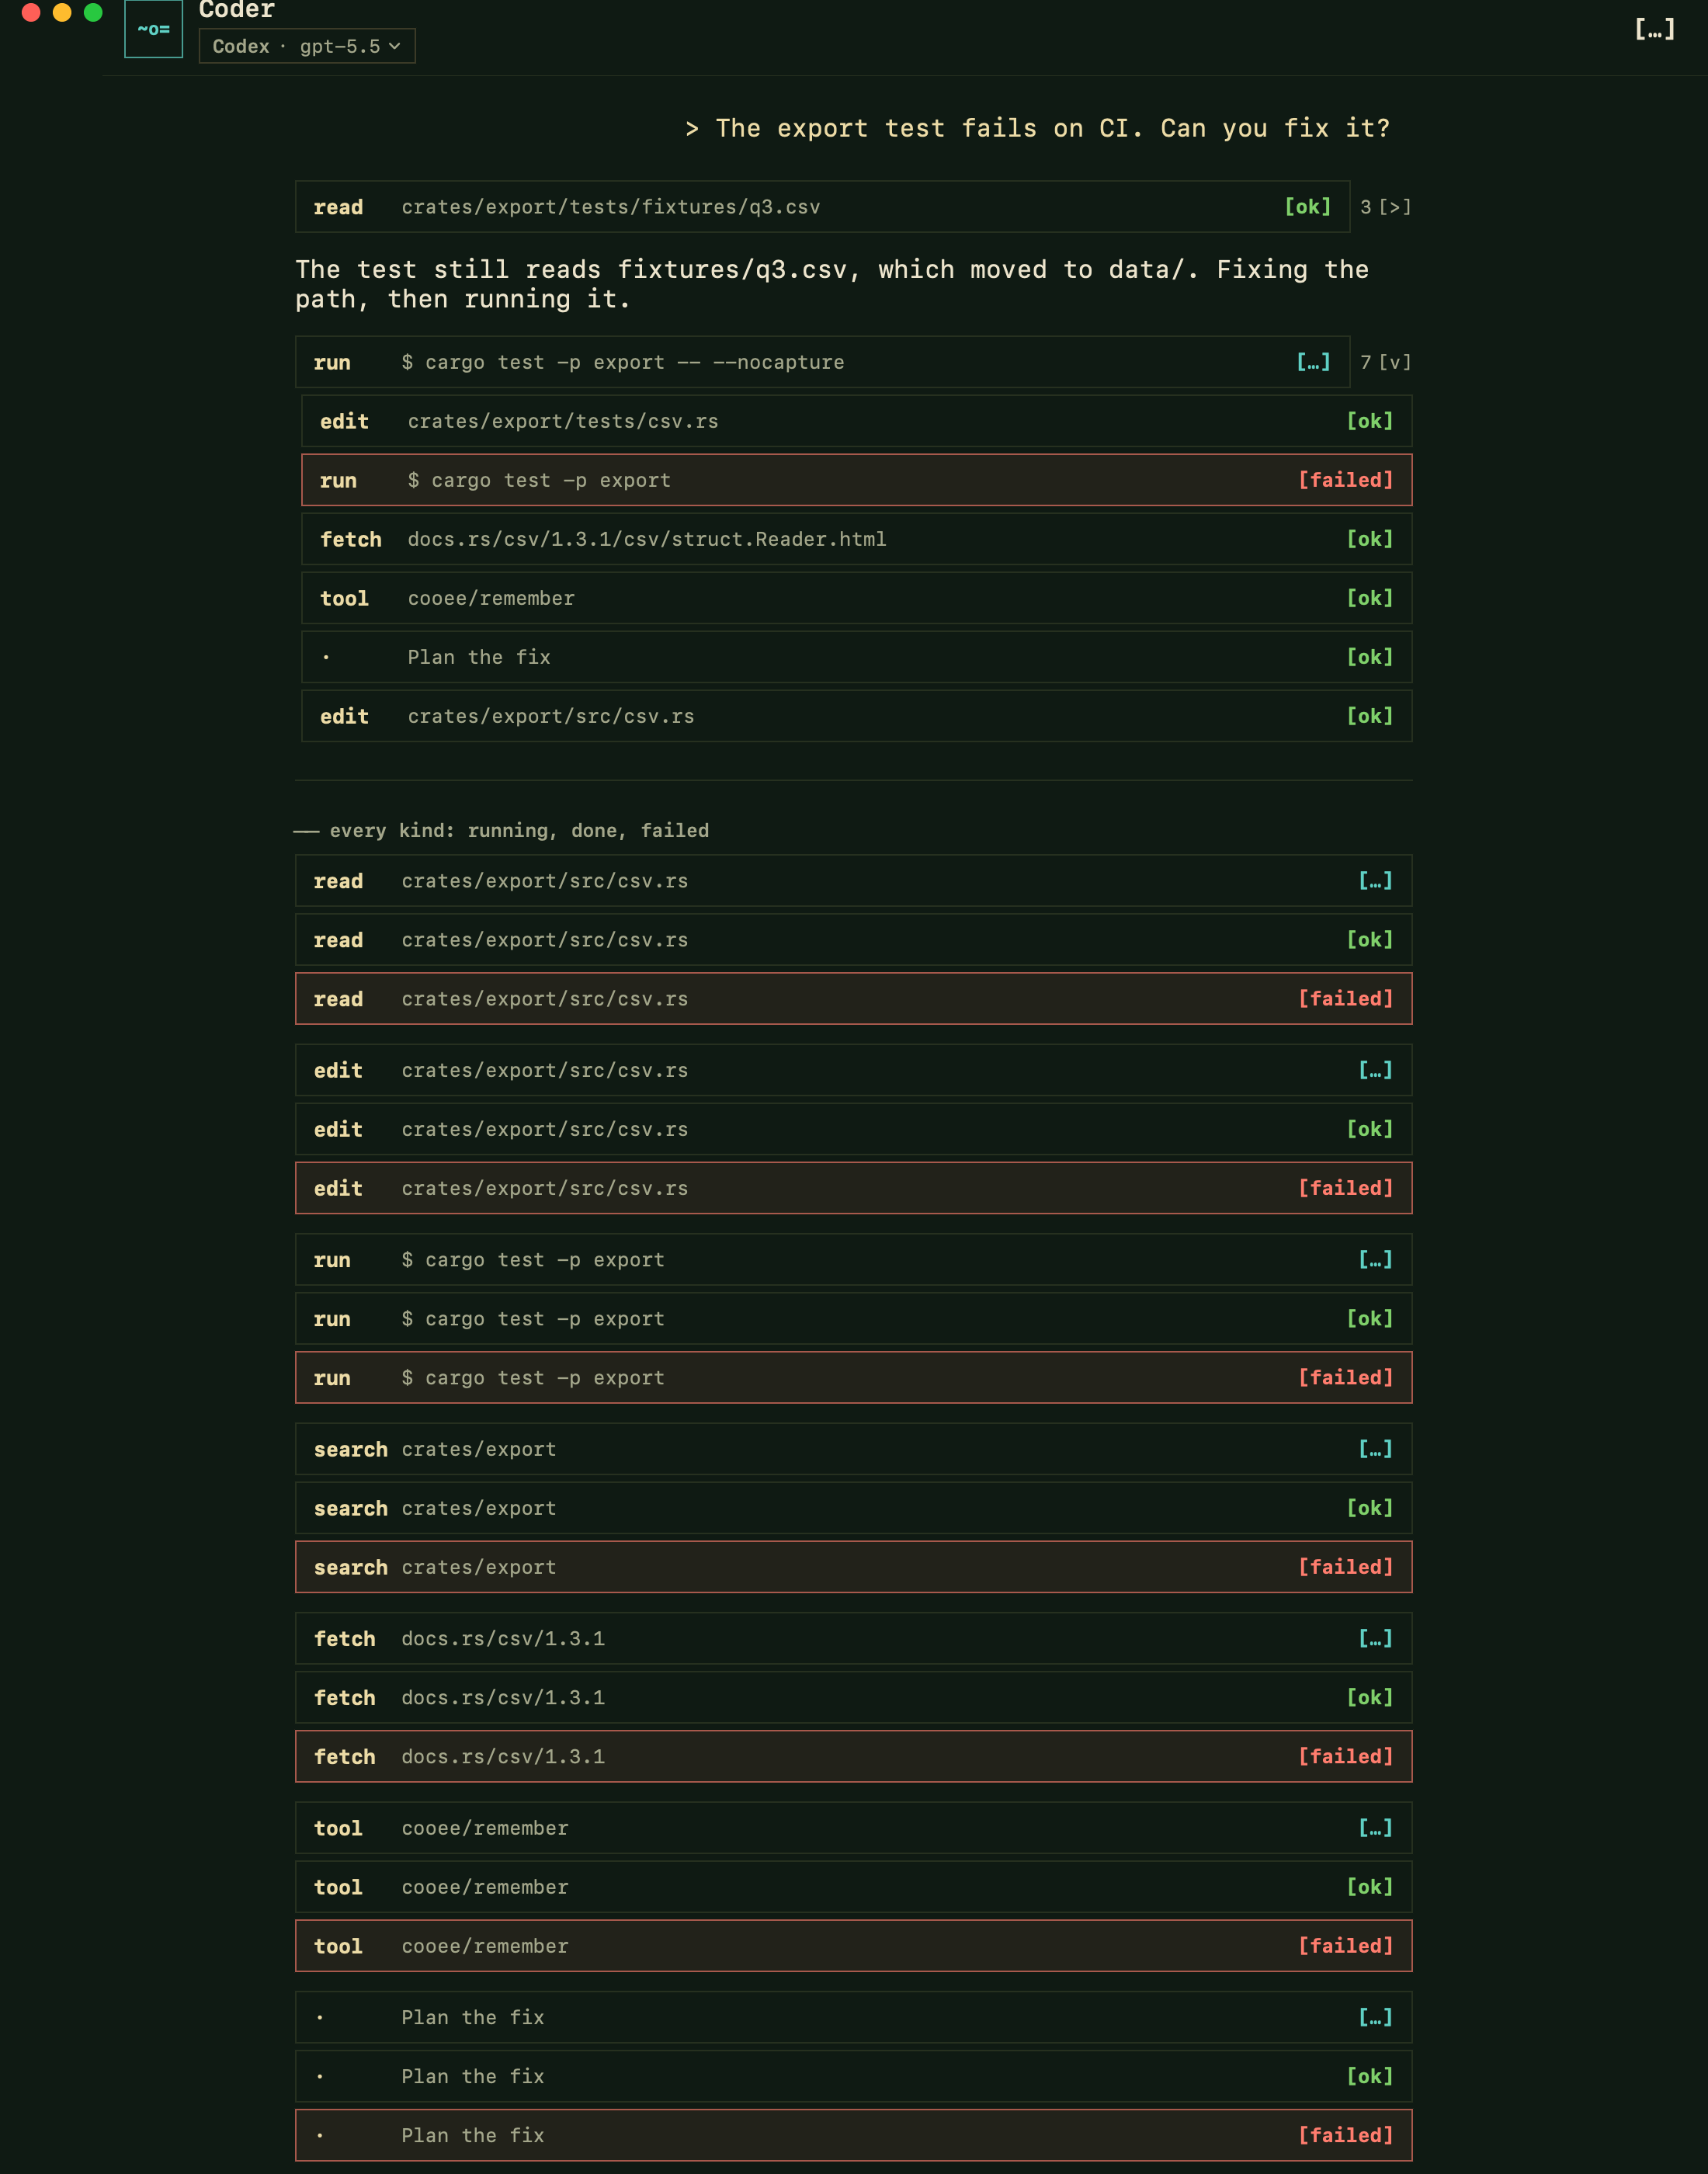 ~o=
Coder
Codex · gpt-5.5
[…]
> The export test fails on CI. Can you fix it?
read crates/export/tests/fixtures/q3.csv [ok] 3 [>]
The test still reads fixtures/q3.csv, which moved to data/. Fixing the
path, then running it.
run $ cargo test -p export -- --nocapture […] 7 [v]
edit crates/export/tests/csv.rs [ok]
run $ cargo test -p export [failed]
fetch docs.rs/csv/1.3.1/csv/struct.Reader.html [ok]
tool cooee/remember [ok]
· Plan the fix [ok]
edit crates/export/src/csv.rs [ok]
—— every kind: running, done, failed
read crates/export/src/csv.rs […]
read crates/export/src/csv.rs [ok]
read crates/export/src/csv.rs [failed]
edit crates/export/src/csv.rs […]
edit crates/export/src/csv.rs [ok]
edit crates/export/src/csv.rs [failed]
run $ cargo test -p export […]
run $ cargo test -p export [ok]
run $ cargo test -p export [failed]
search crates/export […]
search crates/export [ok]
search crates/export [failed]
fetch docs.rs/csv/1.3.1 […]
fetch docs.rs/csv/1.3.1 [ok]
fetch docs.rs/csv/1.3.1 [failed]
tool cooee/remember […]
tool cooee/remember [ok]
tool cooee/remember [failed]
· Plan the fix […]
· Plan the fix [ok]
· Plan the fix [failed]